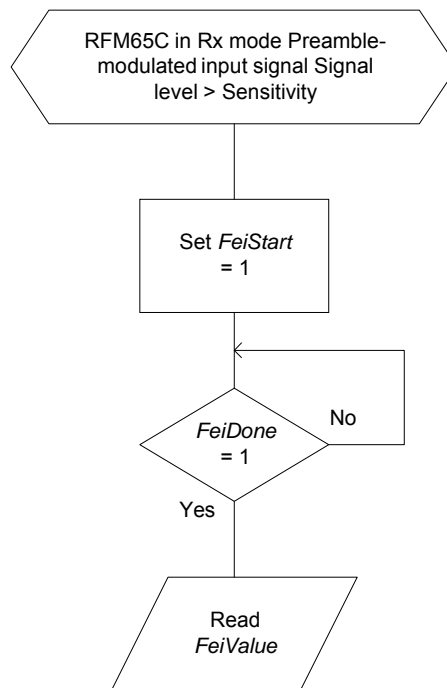 RFM65C in Rx mode Preamble-
modulated input signal Signal
level > Sensitivity
Set FeiStart
= 1
No
FeiDone
= 1
Yes
Read
FeiValue